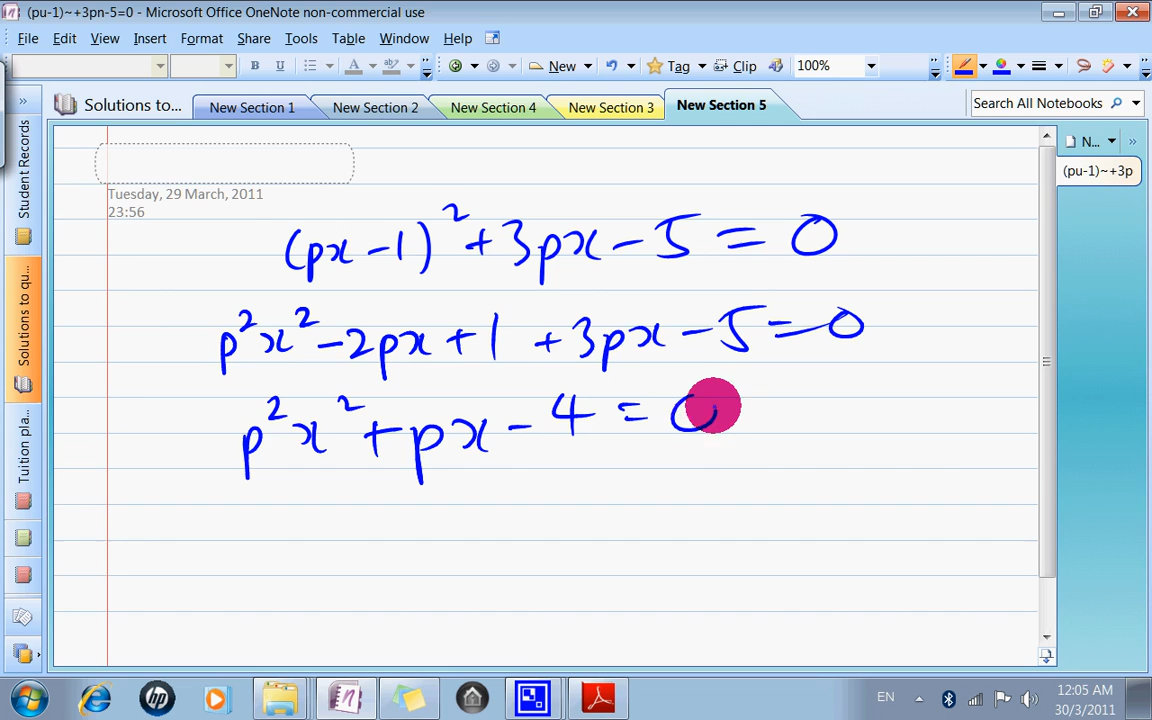 (pu-1)~+3pn-5=0 - Microsoft Office OneNote non-commercial use
File Edit View Insert Format Share Tools Table Window Help
B U A ab New Tag Clip 100%
» Solutions to... New Section 1 New Section 2 New Section 4 New Section 3 New Section 5 Search All Notebooks
N... »
(pu-1)~+3p
Student Records
Solutions to qu...
Tuition pla...
Tuesday, 29 March, 2011
23:56
(px-1)²+3px-5=0
p²x²-2px+1+3px-5=0
p²x²+px-4=0
hp
EN 12:05 AM
30/3/2011